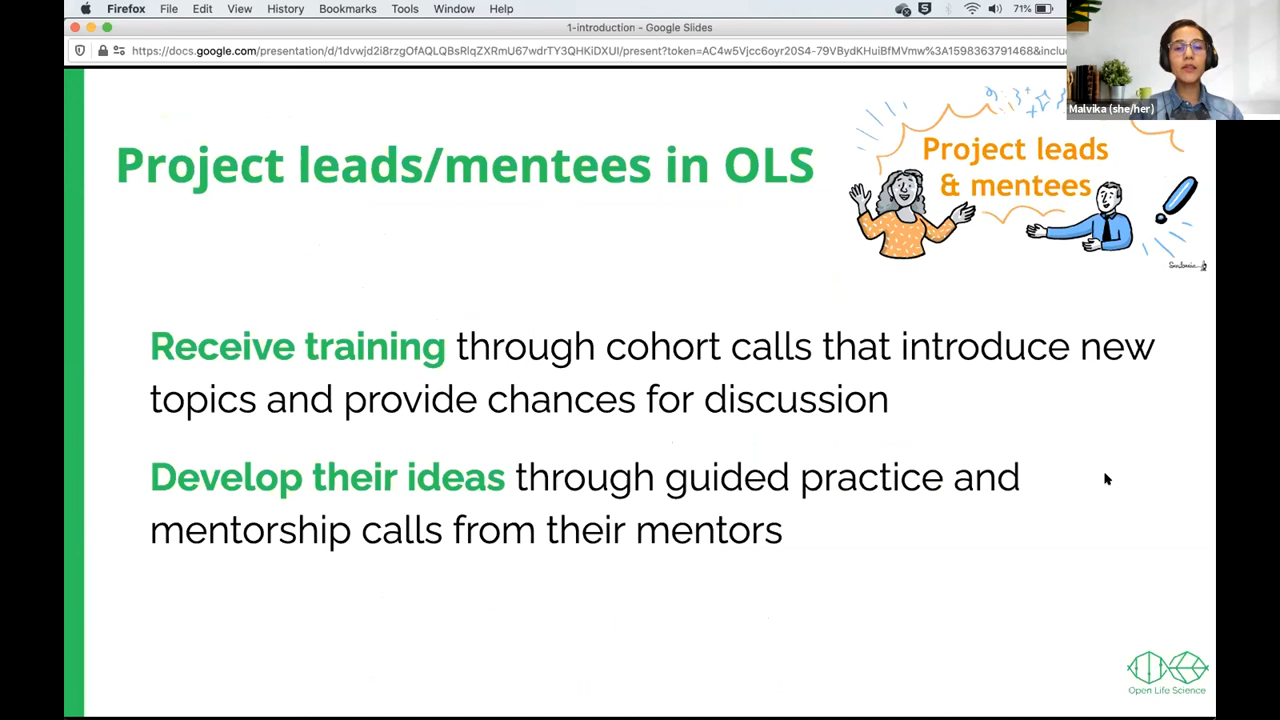 Firefox File Edit View History Bookmarks Tools Window Help 71%
1-introduction - Google Slides
Malvika (she/her)
Project leads/mentees in OLS
Project leads
& mentees
Receive training through cohort calls that introduce new
topics and provide chances for discussion
Develop their ideas through guided practice and
mentorship calls from their mentors
Open Life Science